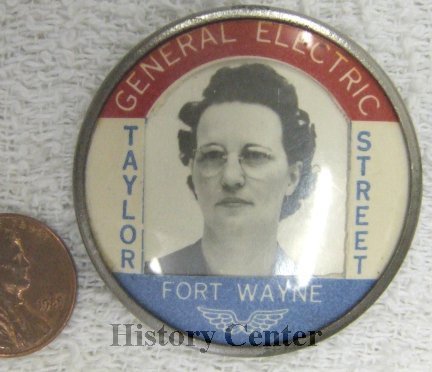 GENERAL ELECTRIC
TAYLOR
STREET
FORT WAYNE
History Center